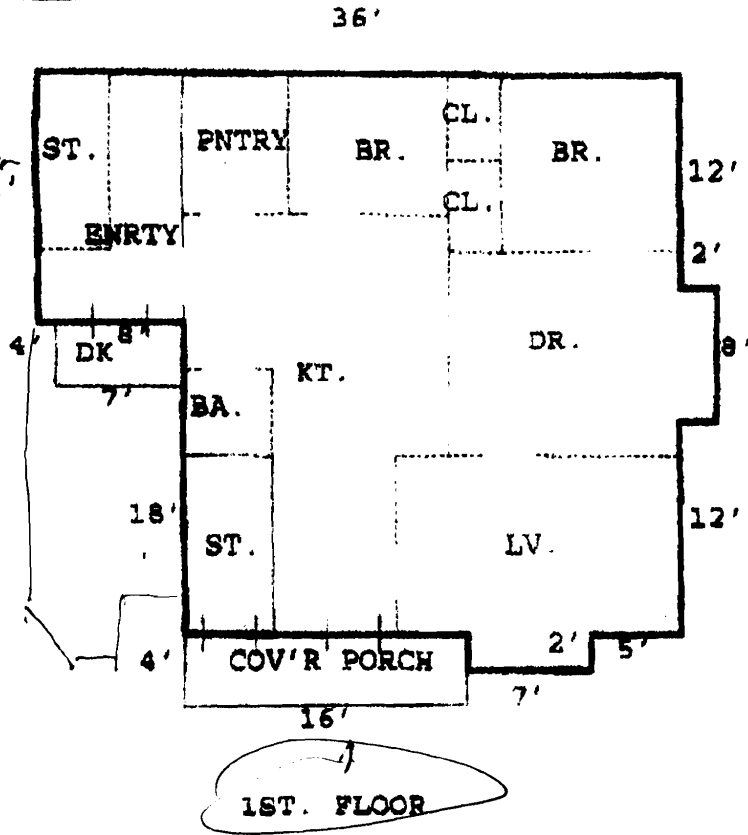 36'
CL.
ST.
PNTRY
BR.
BR.
12'
CL.
ENRTY
2'
4'
8'
DK
DR.
8'
KT.
7'
BA.
18'
12'
ST.
LV.
4'
COV'R PORCH
2'
5'
7'
16'
1ST. FLOOR